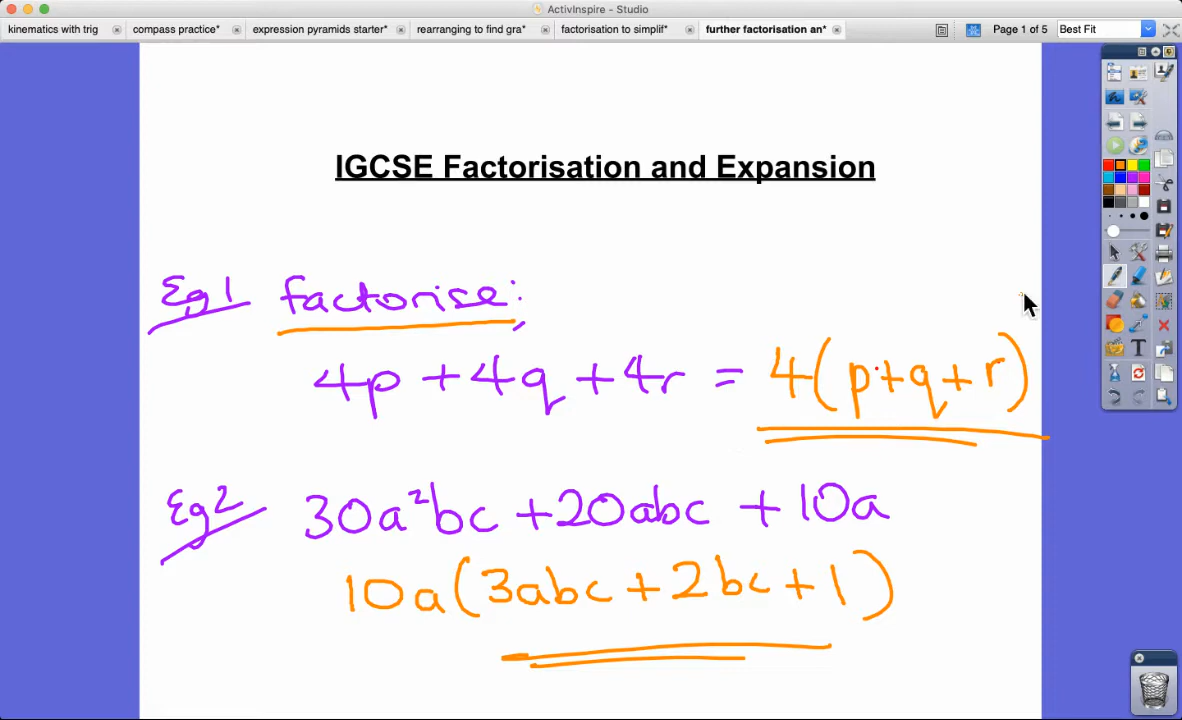 ActivInspire - Studio
kinematics with trig compass practice* expression pyramids starter* rearranging to find gra* factorisation to simplif* further factorisation an* Page 1 of 5 Best Fit
IGCSE Factorisation and Expansion
Eg1 factorise:
4p + 4q + 4r = 4(p+q+r)
Eg2 30a²bc + 20abc + 10a
10a(3abc + 2bc + 1)